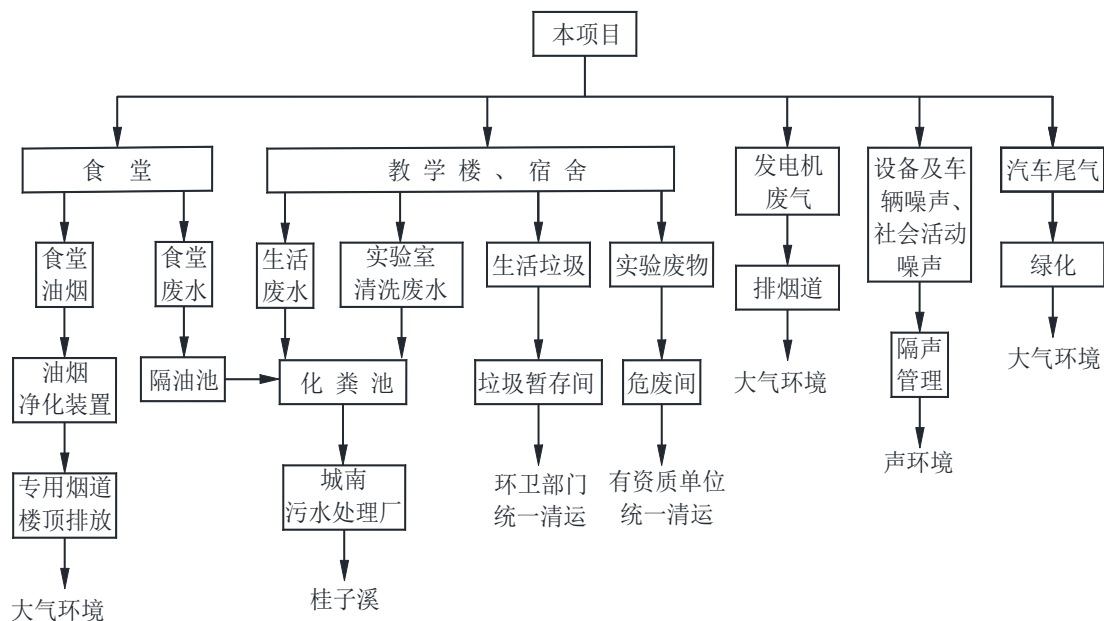 本项目
食 堂
教 学 楼 、 宿 舍
发电机
废气
设备及车
辆噪声、
社会活动
噪声
汽车尾气
食堂
油烟
食堂
废水
生活
废水
实验室
清洗废水
生活垃圾
实验废物
排烟道
绿化
油烟
净化装置
隔油池
化 粪 池
垃圾暂存间
危废间
大气环境
隔声
管理
大气环境
专用烟道
楼顶排放
城南
污水处理厂
环卫部门
统一清运
有资质单位
统一清运
声环境
大气环境
桂子溪